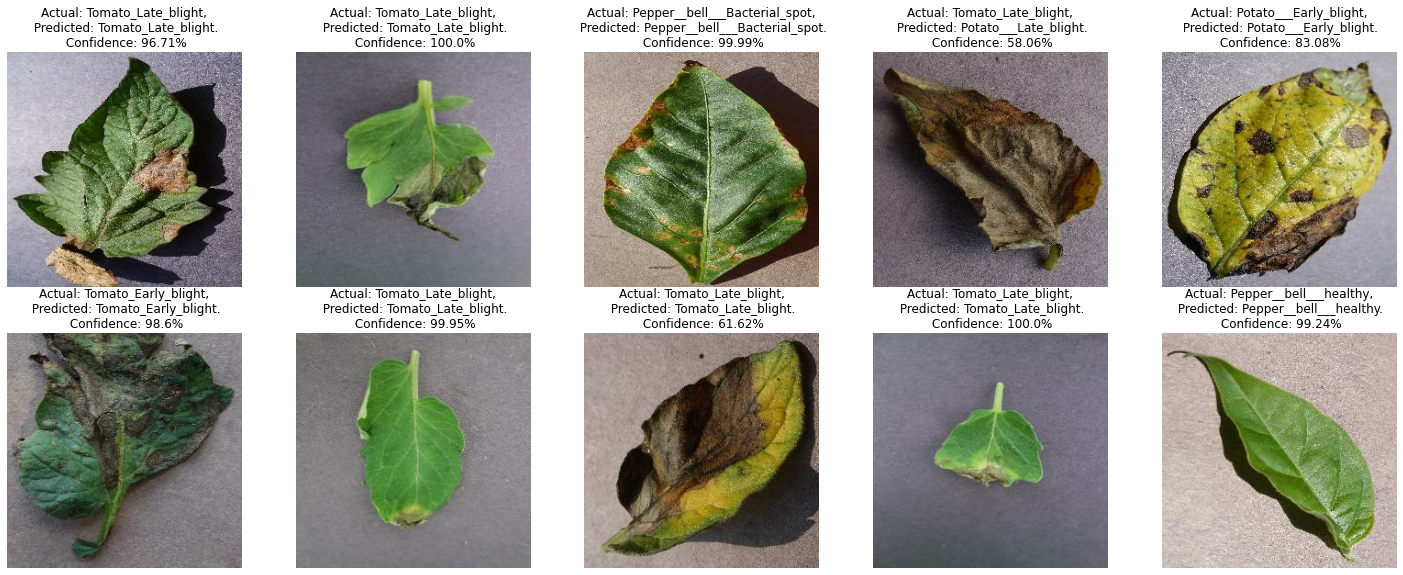 Actual: Tomato_Late_blight,
Predicted: Tomato_Late_blight.
Confidence: 96.71%
Actual: Tomato_Late_blight,
Predicted: Tomato_Late_blight.
Confidence: 100.0%
Actual: Pepper__bell___Bacterial_spot,
Predicted: Pepper__bell___Bacterial_spot.
Confidence: 99.99%
Actual: Tomato_Late_blight,
Predicted: Potato___Late_blight.
Confidence: 58.06%
Actual: Potato___Early_blight,
Predicted: Potato___Early_blight.
Confidence: 83.08%
Actual: Tomato_Early_blight,
Predicted: Tomato_Early_blight.
Confidence: 98.6%
Actual: Tomato_Late_blight,
Predicted: Tomato_Late_blight.
Confidence: 99.95%
Actual: Tomato_Late_blight,
Predicted: Tomato_Late_blight.
Confidence: 61.62%
Actual: Tomato_Late_blight,
Predicted: Tomato_Late_blight.
Confidence: 100.0%
Actual: Pepper__bell___healthy,
Predicted: Pepper__bell___healthy.
Confidence: 99.24%